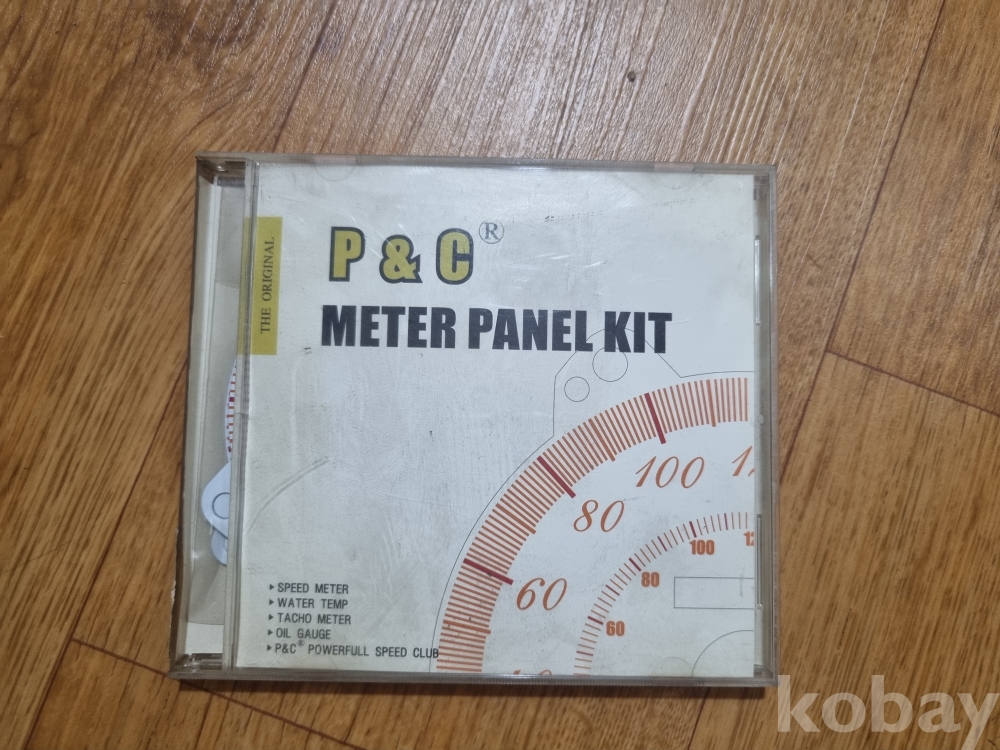 THE ORIGINAL
P & C®
METER PANEL KIT
100
80
60
100
80
60
▶ SPEED METER
▶ WATER TEMP
▶ TACHO METER
▶ OIL GAUGE
▶ P&C® POWERFULL SPEED CLUB
kobay